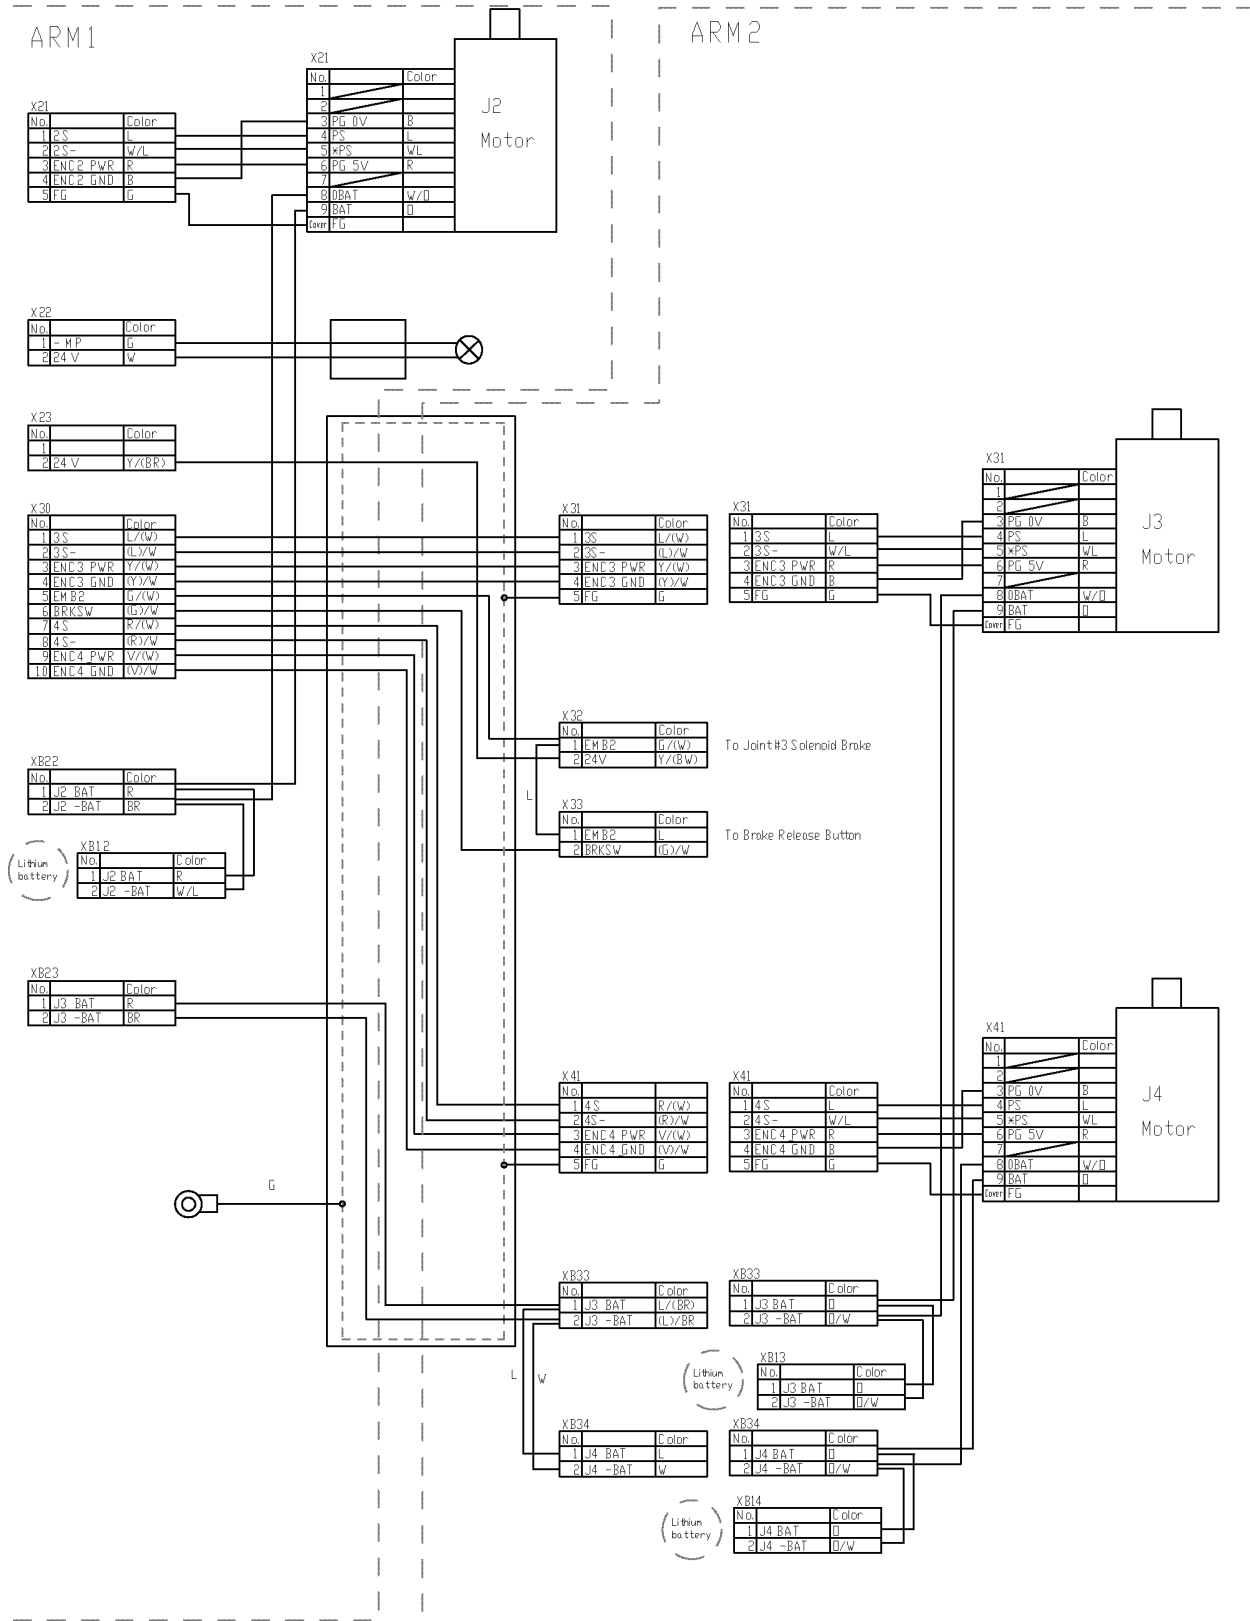 ARM1
X21
No. Color
1 2S L
2 2S- W/L
3 ENC2 PWR R
4 ENC2 GND B
5 FG G
X21
No. Color
1
2
3 PG 0V B
4 PS L
5 *PS WL
6 PG 5V R
7
8 0BAT W/O
9 BAT O
Cover FG
J2
Motor
ARM2
X22
No. Color
1 - MP G
2 24 V W
X23
No. Color
1
2 24 V Y/(BR)
X30
No. Color
1 3S L/(W)
2 3S- (L)/W
3 ENC3 PWR Y/(W)
4 ENC3 GND (Y)/W
5 EMB2 G/(W)
6 BRKSW (G)/W
7 4S R/(W)
8 4S- (R)/W
9 ENC4 PWR V/(W)
10 ENC4 GND (V)/W
X31
No. Color
1 3S L/(W)
2 3S- (L)/W
3 ENC3 PWR Y/(W)
4 ENC3 GND (Y)/W
5 FG G
X31
No. Color
1 3S L
2 3S- W/L
3 ENC3 PWR R
4 ENC3 GND B
5 FG G
X31
No. Color
1
2
3 PG 0V B
4 PS L
5 *PS WL
6 PG 5V R
7
8 0BAT W/O
9 BAT O
Cover FG
J3
Motor
X32
No. Color
1 EMB2 G/(W)
2 24V Y/(BW)
To Joint#3 Solenoid Brake
L
X33
No. Color
1 EMB2 L
2 BRKSW (G)/W
To Brake Release Button
XB22
No. Color
1 J2 BAT R
2 J2 -BAT BR
Lithium
battery
XB12
No. Color
1 J2 BAT R
2 J2 -BAT W/L
XB23
No. Color
1 J3 BAT R
2 J3 -BAT BR
X41
No.
1 4S R/(W)
2 4S- (R)/W
3 ENC4 PWR V/(W)
4 ENC4 GND (V)/W
5 FG G
X41
No. Color
1 4S L
2 4S- W/L
3 ENC4 PWR R
4 ENC4 GND B
5 FG G
X41
No. Color
1
2
3 PG 0V B
4 PS L
5 *PS WL
6 PG 5V R
7
8 0BAT W/O
9 BAT O
Cover FG
J4
Motor
G
XB33
No. Color
1 J3 BAT L/(BR)
2 J3 -BAT (L)/BR
XB33
No. Color
1 J3 BAT O
2 J3 -BAT O/W
L
W
Lithium
battery
XB13
No. Color
1 J3 BAT O
2 J3 -BAT O/W
XB34
No. Color
1 J4 BAT L
2 J4 -BAT W
XB34
No. Color
1 J4 BAT O
2 J4 -BAT O/W
Lithium
battery
XB14
No. Color
1 J4 BAT O
2 J4 -BAT O/W